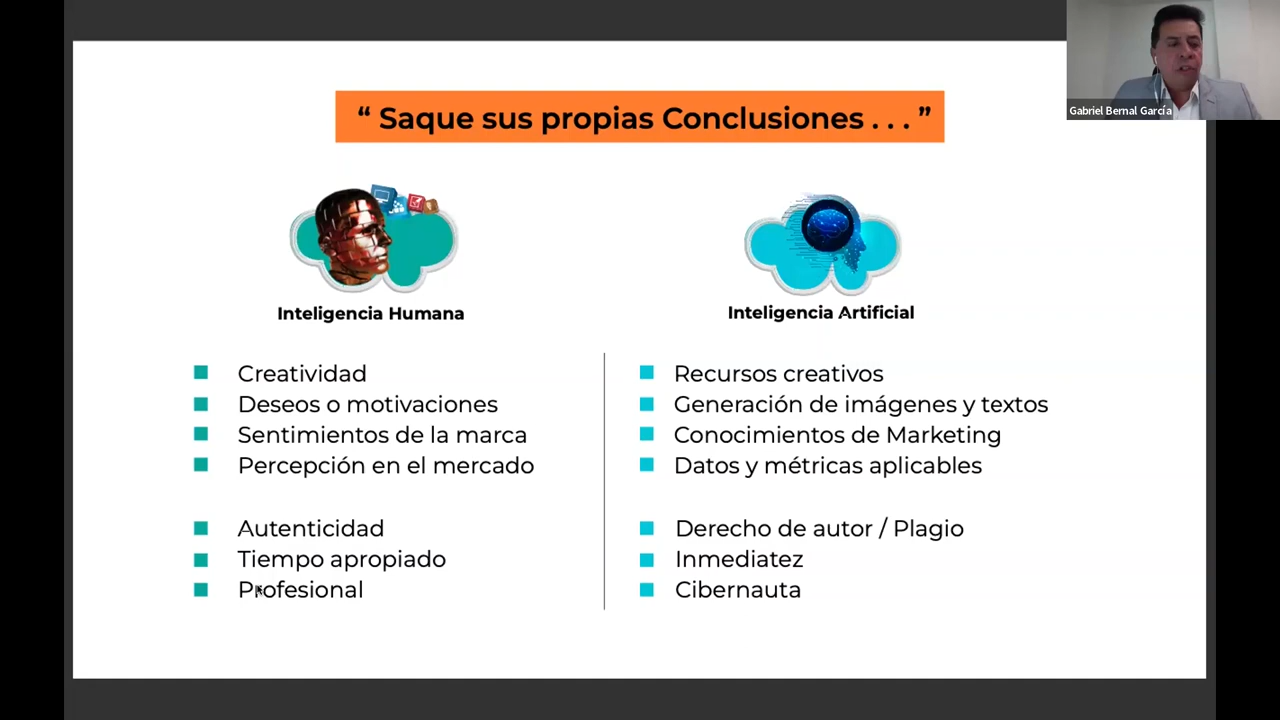 Gabriel Bernal García
“ Saque sus propias Conclusiones . . . ”
Inteligencia Humana
Creatividad
Deseos o motivaciones
Sentimientos de la marca
Percepción en el mercado
Autenticidad
Tiempo apropiado
Profesional
Inteligencia Artificial
Recursos creativos
Generación de imágenes y textos
Conocimientos de Marketing
Datos y métricas aplicables
Derecho de autor / Plagio
Inmediatez
Cibernauta